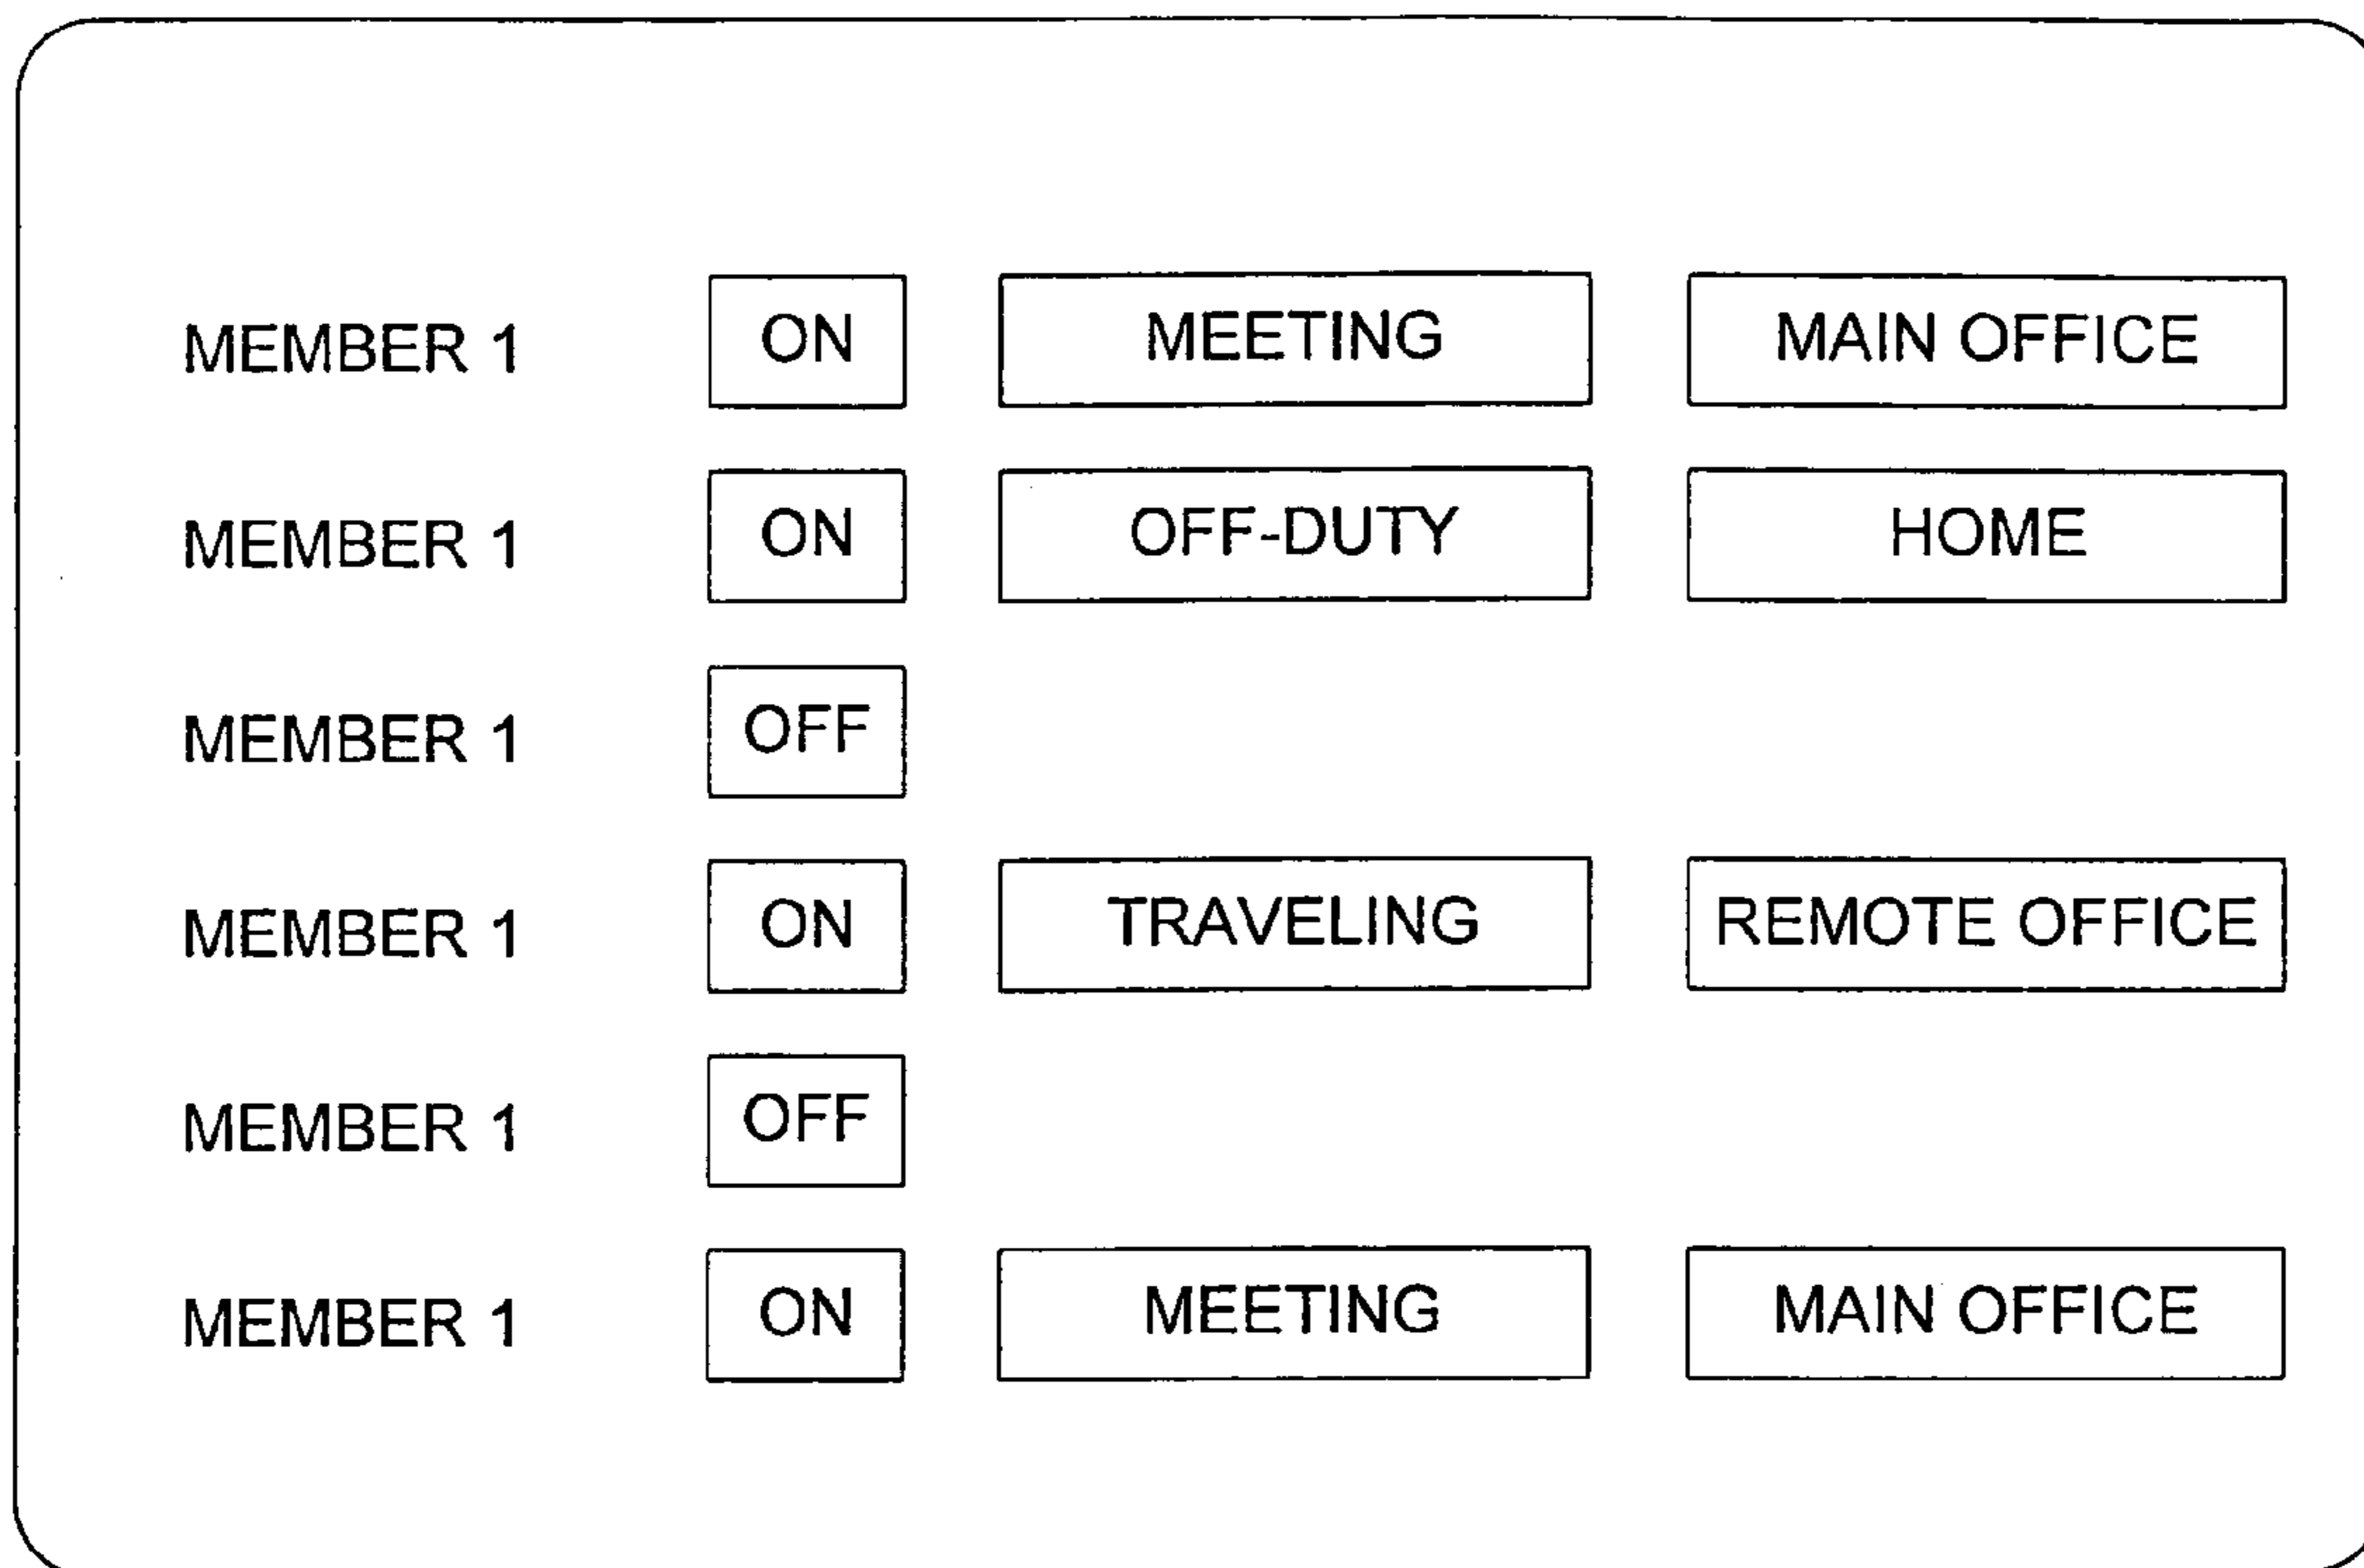 MEMBER 1 ON MEETING MAIN OFFICE
MEMBER 1 ON OFF-DUTY HOME
MEMBER 1 OFF
MEMBER 1 ON TRAVELING REMOTE OFFICE
MEMBER 1 OFF
MEMBER 1 ON MEETING MAIN OFFICE